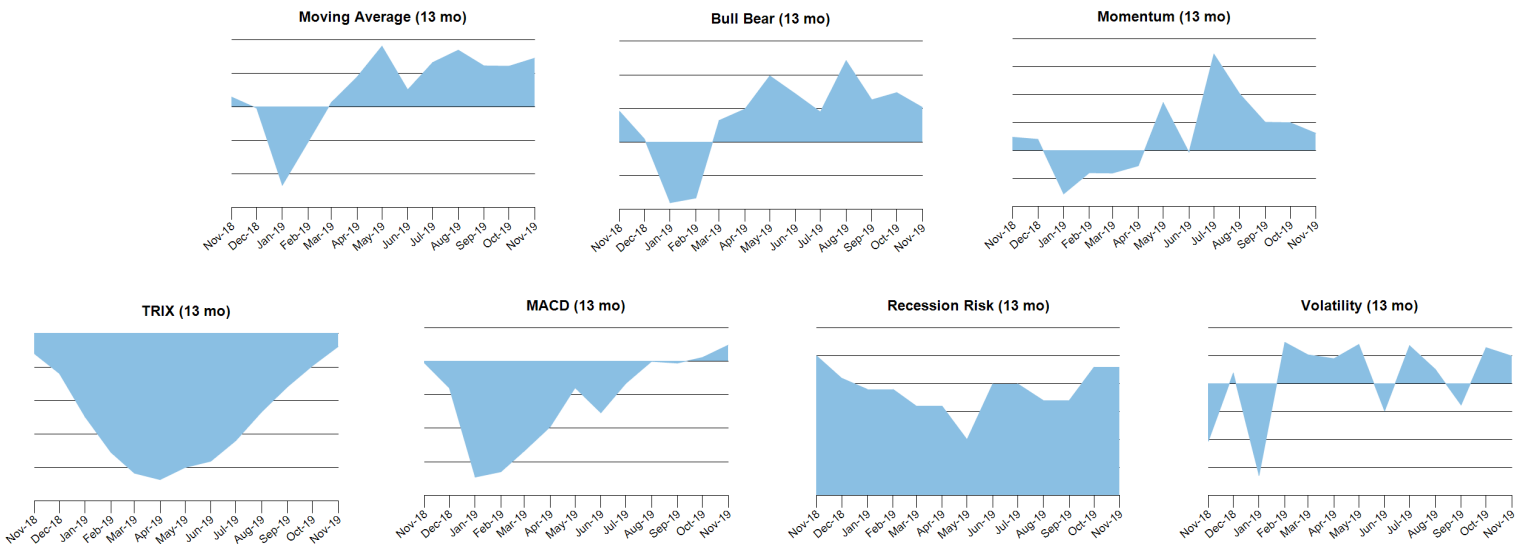 Moving Average (13 mo)
Nov-18 Dec-18 Jan-19 Feb-19 Mar-19 Apr-19 May-19 Jun-19 Jul-19 Aug-19 Sep-19 Oct-19 Nov-19
Bull Bear (13 mo)
Nov-18 Dec-18 Jan-19 Feb-19 Mar-19 Apr-19 May-19 Jun-19 Jul-19 Aug-19 Sep-19 Oct-19 Nov-19
Momentum (13 mo)
Nov-18 Dec-18 Jan-19 Feb-19 Mar-19 Apr-19 May-19 Jun-19 Jul-19 Aug-19 Sep-19 Oct-19 Nov-19
TRIX (13 mo)
Nov-18 Dec-18 Jan-19 Feb-19 Mar-19 Apr-19 May-19 Jun-19 Jul-19 Aug-19 Sep-19 Oct-19 Nov-19
MACD (13 mo)
Nov-18 Dec-18 Jan-19 Feb-19 Mar-19 Apr-19 May-19 Jun-19 Jul-19 Aug-19 Sep-19 Oct-19 Nov-19
Recession Risk (13 mo)
Nov-18 Dec-18 Jan-19 Feb-19 Mar-19 Apr-19 May-19 Jun-19 Jul-19 Aug-19 Sep-19 Oct-19 Nov-19
Volatility (13 mo)
Nov-18 Dec-18 Jan-19 Feb-19 Mar-19 Apr-19 May-19 Jun-19 Jul-19 Aug-19 Sep-19 Oct-19 Nov-19